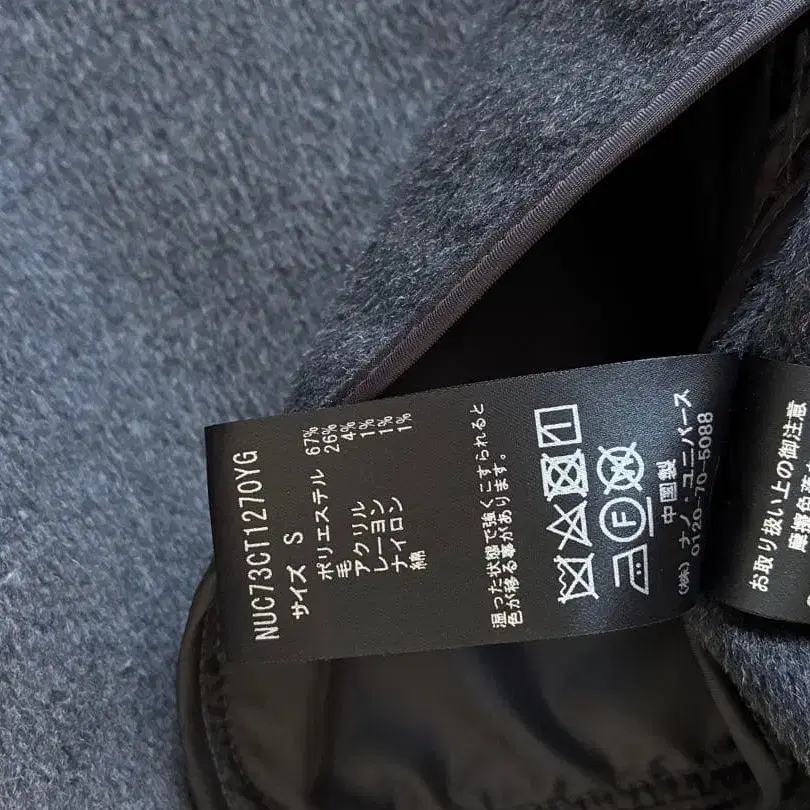 NUC73CT1270YG
サイズ S
ポリエステル 67%
毛 26%
アクリル 4%
レーヨン 1%
ナイロン 1%
綿 1%
湿った状態で強くこすられると
色が移る事があります。
F
中国製
(株) ナノ・ユニバース
0120-70-5088
お取り扱い上の御注意